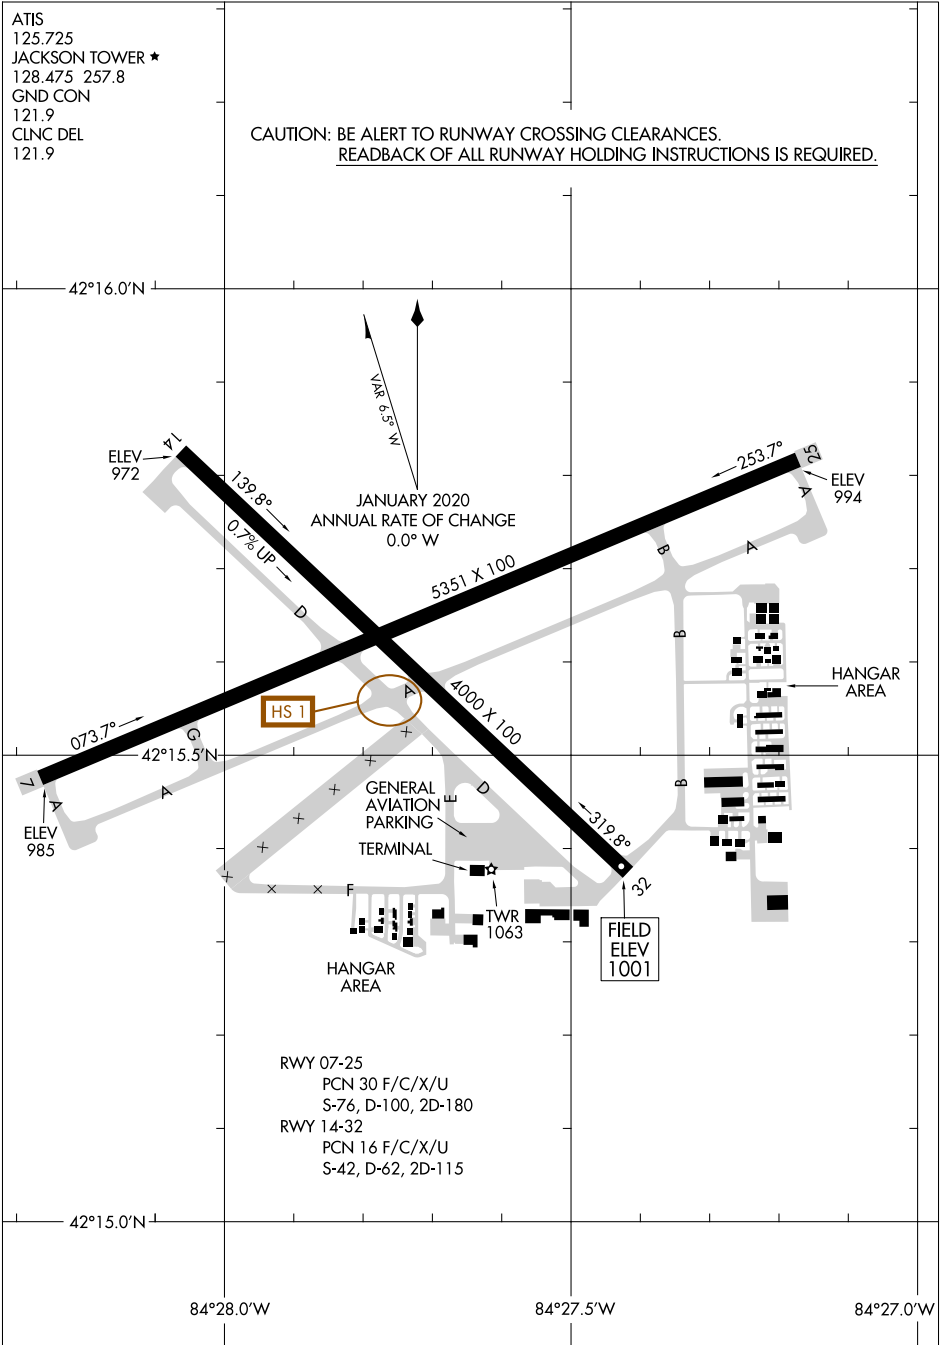 ATIS
125.725
JACKSON TOWER ★
128.475 257.8
GND CON
121.9
CLNC DEL
121.9
CAUTION: BE ALERT TO RUNWAY CROSSING CLEARANCES.
READBACK OF ALL RUNWAY HOLDING INSTRUCTIONS IS REQUIRED.
42°16.0'N
VAR 6.5° W
JANUARY 2020
ANNUAL RATE OF CHANGE
0.0° W
14
ELEV
972
139.8°
0.7% UP
253.7°
25
ELEV
994
A
A
B
B
B
5351 X 100
D
A
HS 1
4000 X 100
HANGAR
AREA
073.7°
G
42°15.5'N
7
A
A
ELEV
985
GENERAL
AVIATION
PARKING
E
D
TERMINAL
319.8°
32
F
TWR
1063
FIELD
ELEV
1001
HANGAR
AREA
RWY 07-25
PCN 30 F/C/X/U
S-76, D-100, 2D-180
RWY 14-32
PCN 16 F/C/X/U
S-42, D-62, 2D-115
42°15.0'N
84°28.0'W
84°27.5'W
84°27.0'W